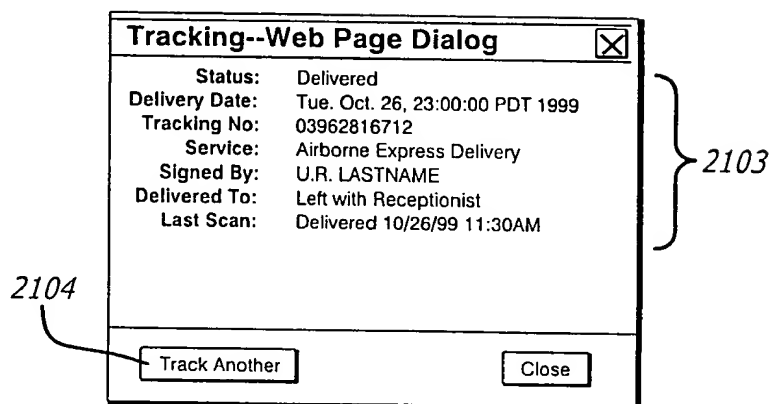 Tracking--Web Page Dialog
Status: Delivered
Delivery Date: Tue. Oct. 26, 23:00:00 PDT 1999
Tracking No: 03962816712
Service: Airborne Express Delivery
Signed By: U.R. LASTNAME
Delivered To: Left with Receptionist
Last Scan: Delivered 10/26/99 11:30AM
2103
2104
Track Another
Close